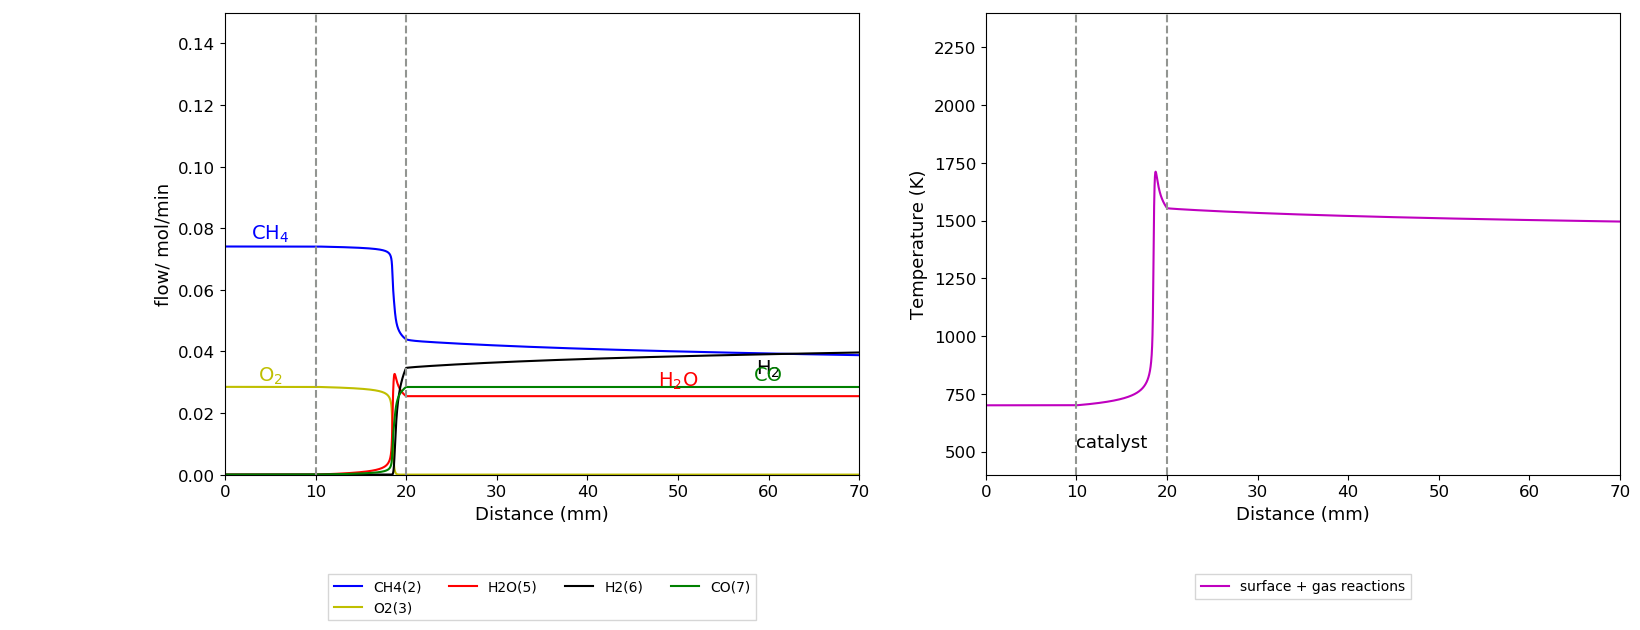 0.14
0.12
0.10
0.08
0.06
0.04
0.02
0.00
flow/ mol/min
CH₄
O₂
H₂O
H₂
CO
0 10 20 30 40 50 60 70
Distance (mm)
CH4(2) H2O(5) H2(6) CO(7)
O2(3)
2250
2000
1750
1500
1250
1000
750
500
Temperature (K)
catalyst
0 10 20 30 40 50 60 70
Distance (mm)
surface + gas reactions